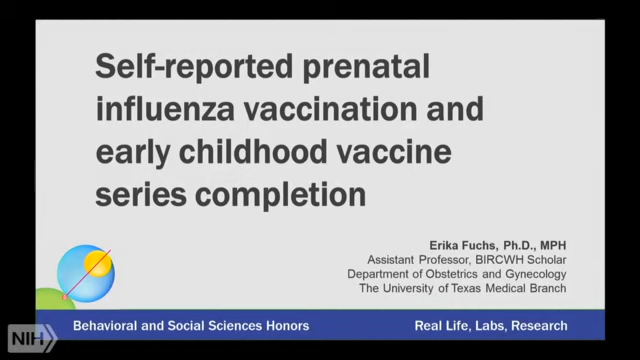 Self-reported prenatal
influenza vaccination and
early childhood vaccine
series completion
Erika Fuchs, Ph.D., MPH
Assistant Professor, BIRCWH Scholar
Department of Obstetrics and Gynecology
The University of Texas Medical Branch
Behavioral and Social Sciences Honors
Real Life, Labs, Research
NIH